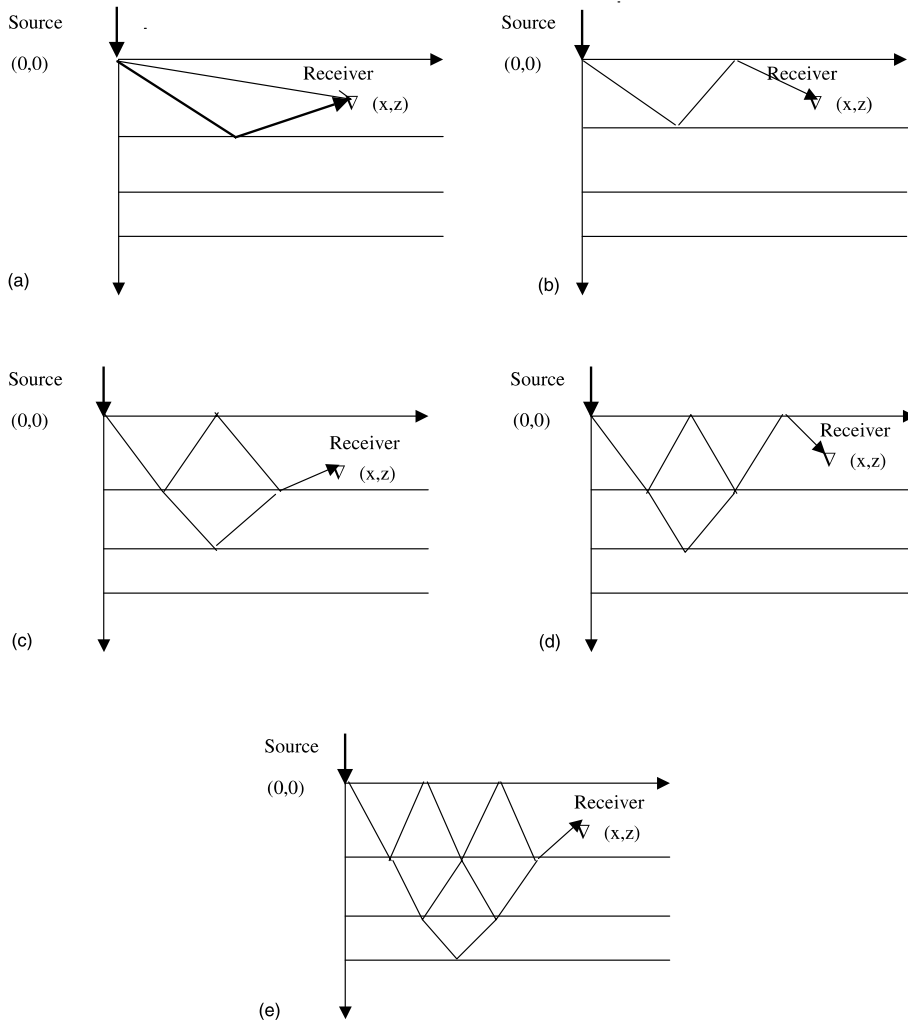 Source
(0,0)
Receiver
(x,z)
(a)
Source
(0,0)
Receiver
(x,z)
(b)
Source
(0,0)
Receiver
(x,z)
(c)
Source
(0,0)
Receiver
(x,z)
(d)
Source
(0,0)
Receiver
(x,z)
(e)